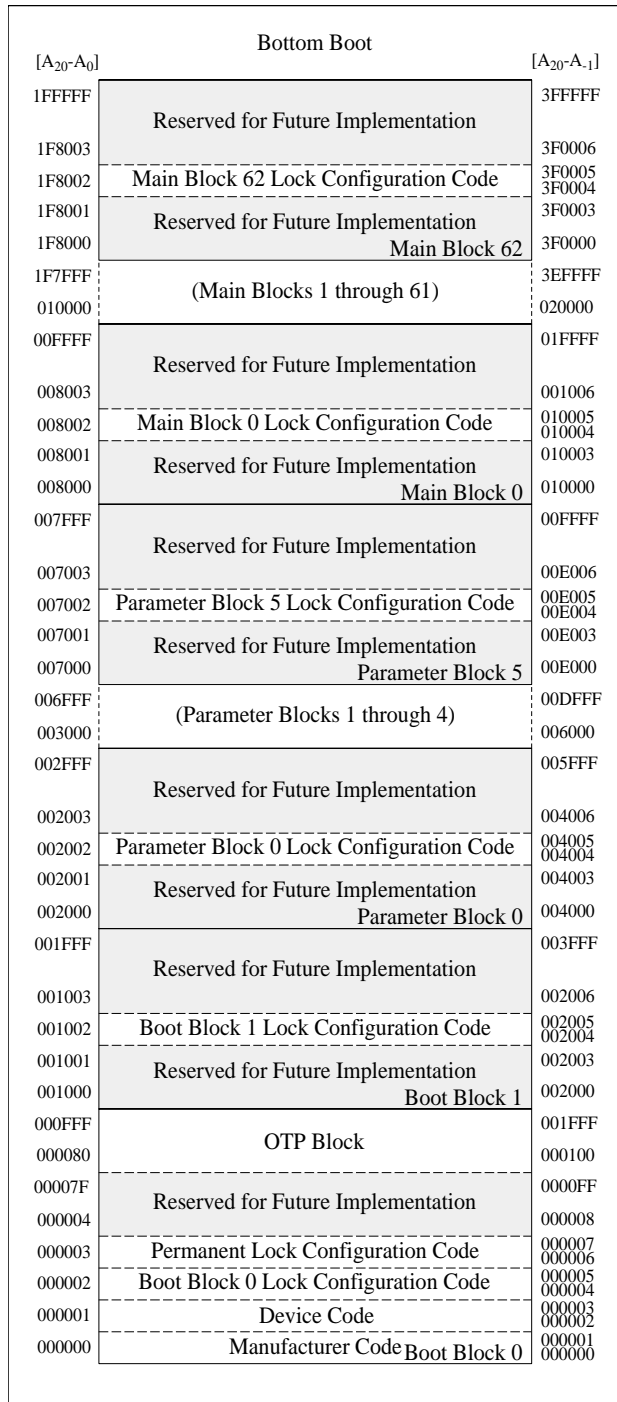 Bottom Boot
[A20-A0] [A20-A-1]
1FFFFF 3FFFFF
Reserved for Future Implementation
1F8003 3F0006
1F8002 Main Block 62 Lock Configuration Code 3F0005
3F0004
1F8001 3F0003
Reserved for Future Implementation
1F8000 Main Block 62 3F0000
1F7FFF 3EFFFF
(Main Blocks 1 through 61)
010000 020000
00FFFF 01FFFF
Reserved for Future Implementation
008003 001006
008002 Main Block 0 Lock Configuration Code 010005
010004
008001 010003
Reserved for Future Implementation
008000 Main Block 0 010000
007FFF 00FFFF
Reserved for Future Implementation
007003 00E006
007002 Parameter Block 5 Lock Configuration Code 00E005
00E004
007001 00E003
Reserved for Future Implementation
007000 Parameter Block 5 00E000
006FFF 00DFFF
(Parameter Blocks 1 through 4)
003000 006000
002FFF 005FFF
Reserved for Future Implementation
002003 004006
002002 Parameter Block 0 Lock Configuration Code 004005
004004
002001 004003
Reserved for Future Implementation
002000 Parameter Block 0 004000
001FFF 003FFF
Reserved for Future Implementation
001003 002006
001002 Boot Block 1 Lock Configuration Code 002005
002004
001001 002003
Reserved for Future Implementation
001000 Boot Block 1 002000
000FFF 001FFF
OTP Block
000080 000100
00007F 0000FF
Reserved for Future Implementation
000004 000008
000003 Permanent Lock Configuration Code 000007
000006
000002 Boot Block 0 Lock Configuration Code 000005
000004
000001 Device Code 000003
000002
000000 Manufacturer Code Boot Block 0 000001
000000